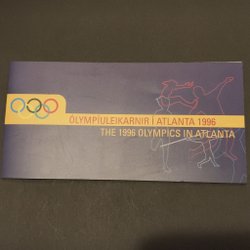 ÓLYMPÍULEIKARNIR Í ATLANTA 1996
THE 1996 OLYMPICS IN ATLANTA